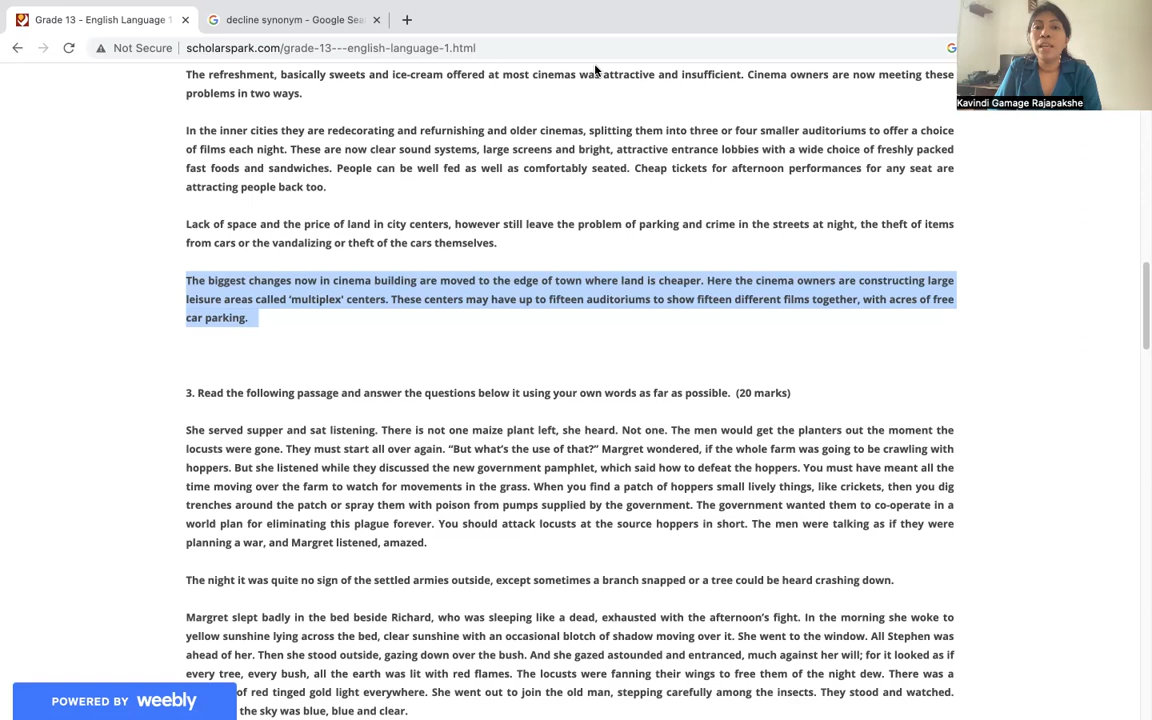 Grade 13 - English Language 1
decline synonym - Google Sea
Not Secure
scholarspark.com/grade-13---english-language-1.html
Kavindi Gamage Rajapakshe
The refreshment, basically sweets and ice-cream offered at most cinemas was attractive and insufficient. Cinema owners are now meeting these
problems in two ways.
In the inner cities they are redecorating and refurnishing and older cinemas, splitting them into three or four smaller auditoriums to offer a choice
of films each night. These are now clear sound systems, large screens and bright, attractive entrance lobbies with a wide choice of freshly packed
fast foods and sandwiches. People can be well fed as well as comfortably seated. Cheap tickets for afternoon performances for any seat are
attracting people back too.
Lack of space and the price of land in city centers, however still leave the problem of parking and crime in the streets at night, the theft of items
from cars or the vandalizing or theft of the cars themselves.
The biggest changes now in cinema building are moved to the edge of town where land is cheaper. Here the cinema owners are constructing large
leisure areas called ‘multiplex' centers. These centers may have up to fifteen auditoriums to show fifteen different films together, with acres of free
car parking.
3. Read the following passage and answer the questions below it using your own words as far as possible. (20 marks)
She served supper and sat listening. There is not one maize plant left, she heard. Not one. The men would get the planters out the moment the
locusts were gone. They must start all over again. “But what’s the use of that?” Margret wondered, if the whole farm was going to be crawling with
hoppers. But she listened while they discussed the new government pamphlet, which said how to defeat the hoppers. You must have meant all the
time moving over the farm to watch for movements in the grass. When you find a patch of hoppers small lively things, like crickets, then you dig
trenches around the patch or spray them with poison from pumps supplied by the government. The government wanted them to co-operate in a
world plan for eliminating this plague forever. You should attack locusts at the source hoppers in short. The men were talking as if they were
planning a war, and Margret listened, amazed.
The night it was quite no sign of the settled armies outside, except sometimes a branch snapped or a tree could be heard crashing down.
Margret slept badly in the bed beside Richard, who was sleeping like a dead, exhausted with the afternoon’s fight. In the morning she woke to
yellow sunshine lying across the bed, clear sunshine with an occasional blotch of shadow moving over it. She went to the window. All Stephen was
ahead of her. Then she stood outside, gazing down over the bush. And she gazed astounded and entranced, much against her will; for it looked as if
every tree, every bush, all the earth was lit with red flames. The locusts were fanning their wings to free them of the night dew. There was a
of red tinged gold light everywhere. She went out to join the old man, stepping carefully among the insects. They stood and watched.
the sky was blue, blue and clear.
POWERED BY weebly